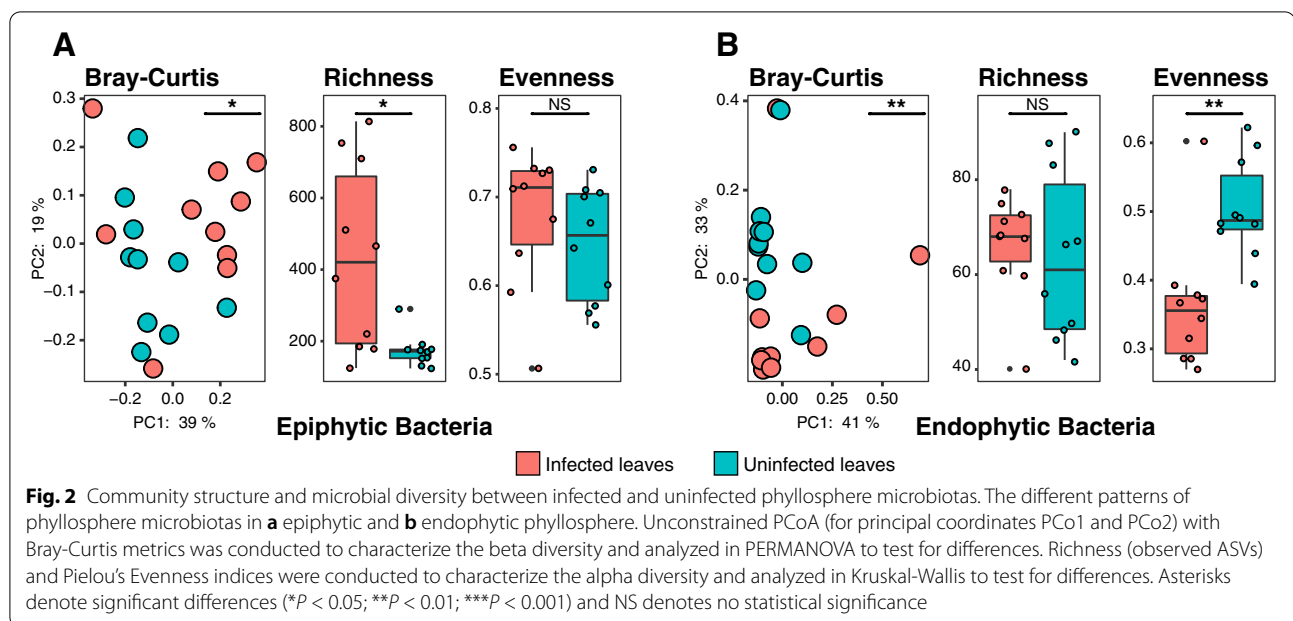 A
Bray-Curtis
Richness
Evenness
*
*
NS
0.3
0.2
0.1
0.0
−0.1
−0.2
PC2: 19 %
−0.2
0.0
0.2
PC1: 39 %
800
600
400
200
0.8
0.7
0.6
0.5
Epiphytic Bacteria
B
Bray-Curtis
Richness
Evenness
**
NS
**
0.4
0.2
0.0
PC2: 33 %
0.00
0.25
0.50
PC1: 41 %
80
60
40
0.6
0.5
0.4
0.3
Endophytic Bacteria
Infected leaves
Uninfected leaves
Fig. 2 Community structure and microbial diversity between infected and uninfected phyllosphere microbiotas. The different patterns of
phyllosphere microbiotas in a epiphytic and b endophytic phyllosphere. Unconstrained PCoA (for principal coordinates PCo1 and PCo2) with
Bray-Curtis metrics was conducted to characterize the beta diversity and analyzed in PERMANOVA to test for differences. Richness (observed ASVs)
and Pielou's Evenness indices were conducted to characterize the alpha diversity and analyzed in Kruskal-Wallis to test for differences. Asterisks
denote significant differences (*P < 0.05; **P < 0.01; ***P < 0.001) and NS denotes no statistical significance